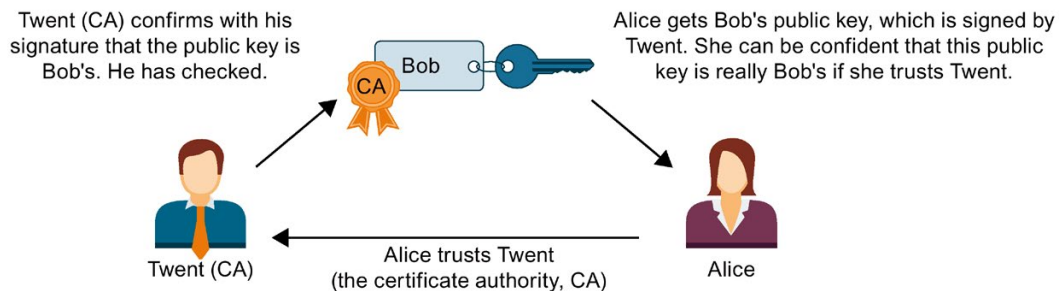 Twent (CA) confirms with his
signature that the public key is
Bob's. He has checked.
Alice gets Bob's public key, which is signed by
Twent. She can be confident that this public
key is really Bob's if she trusts Twent.
Bob
CA
Twent (CA)
Alice trusts Twent
(the certificate authority, CA)
Alice